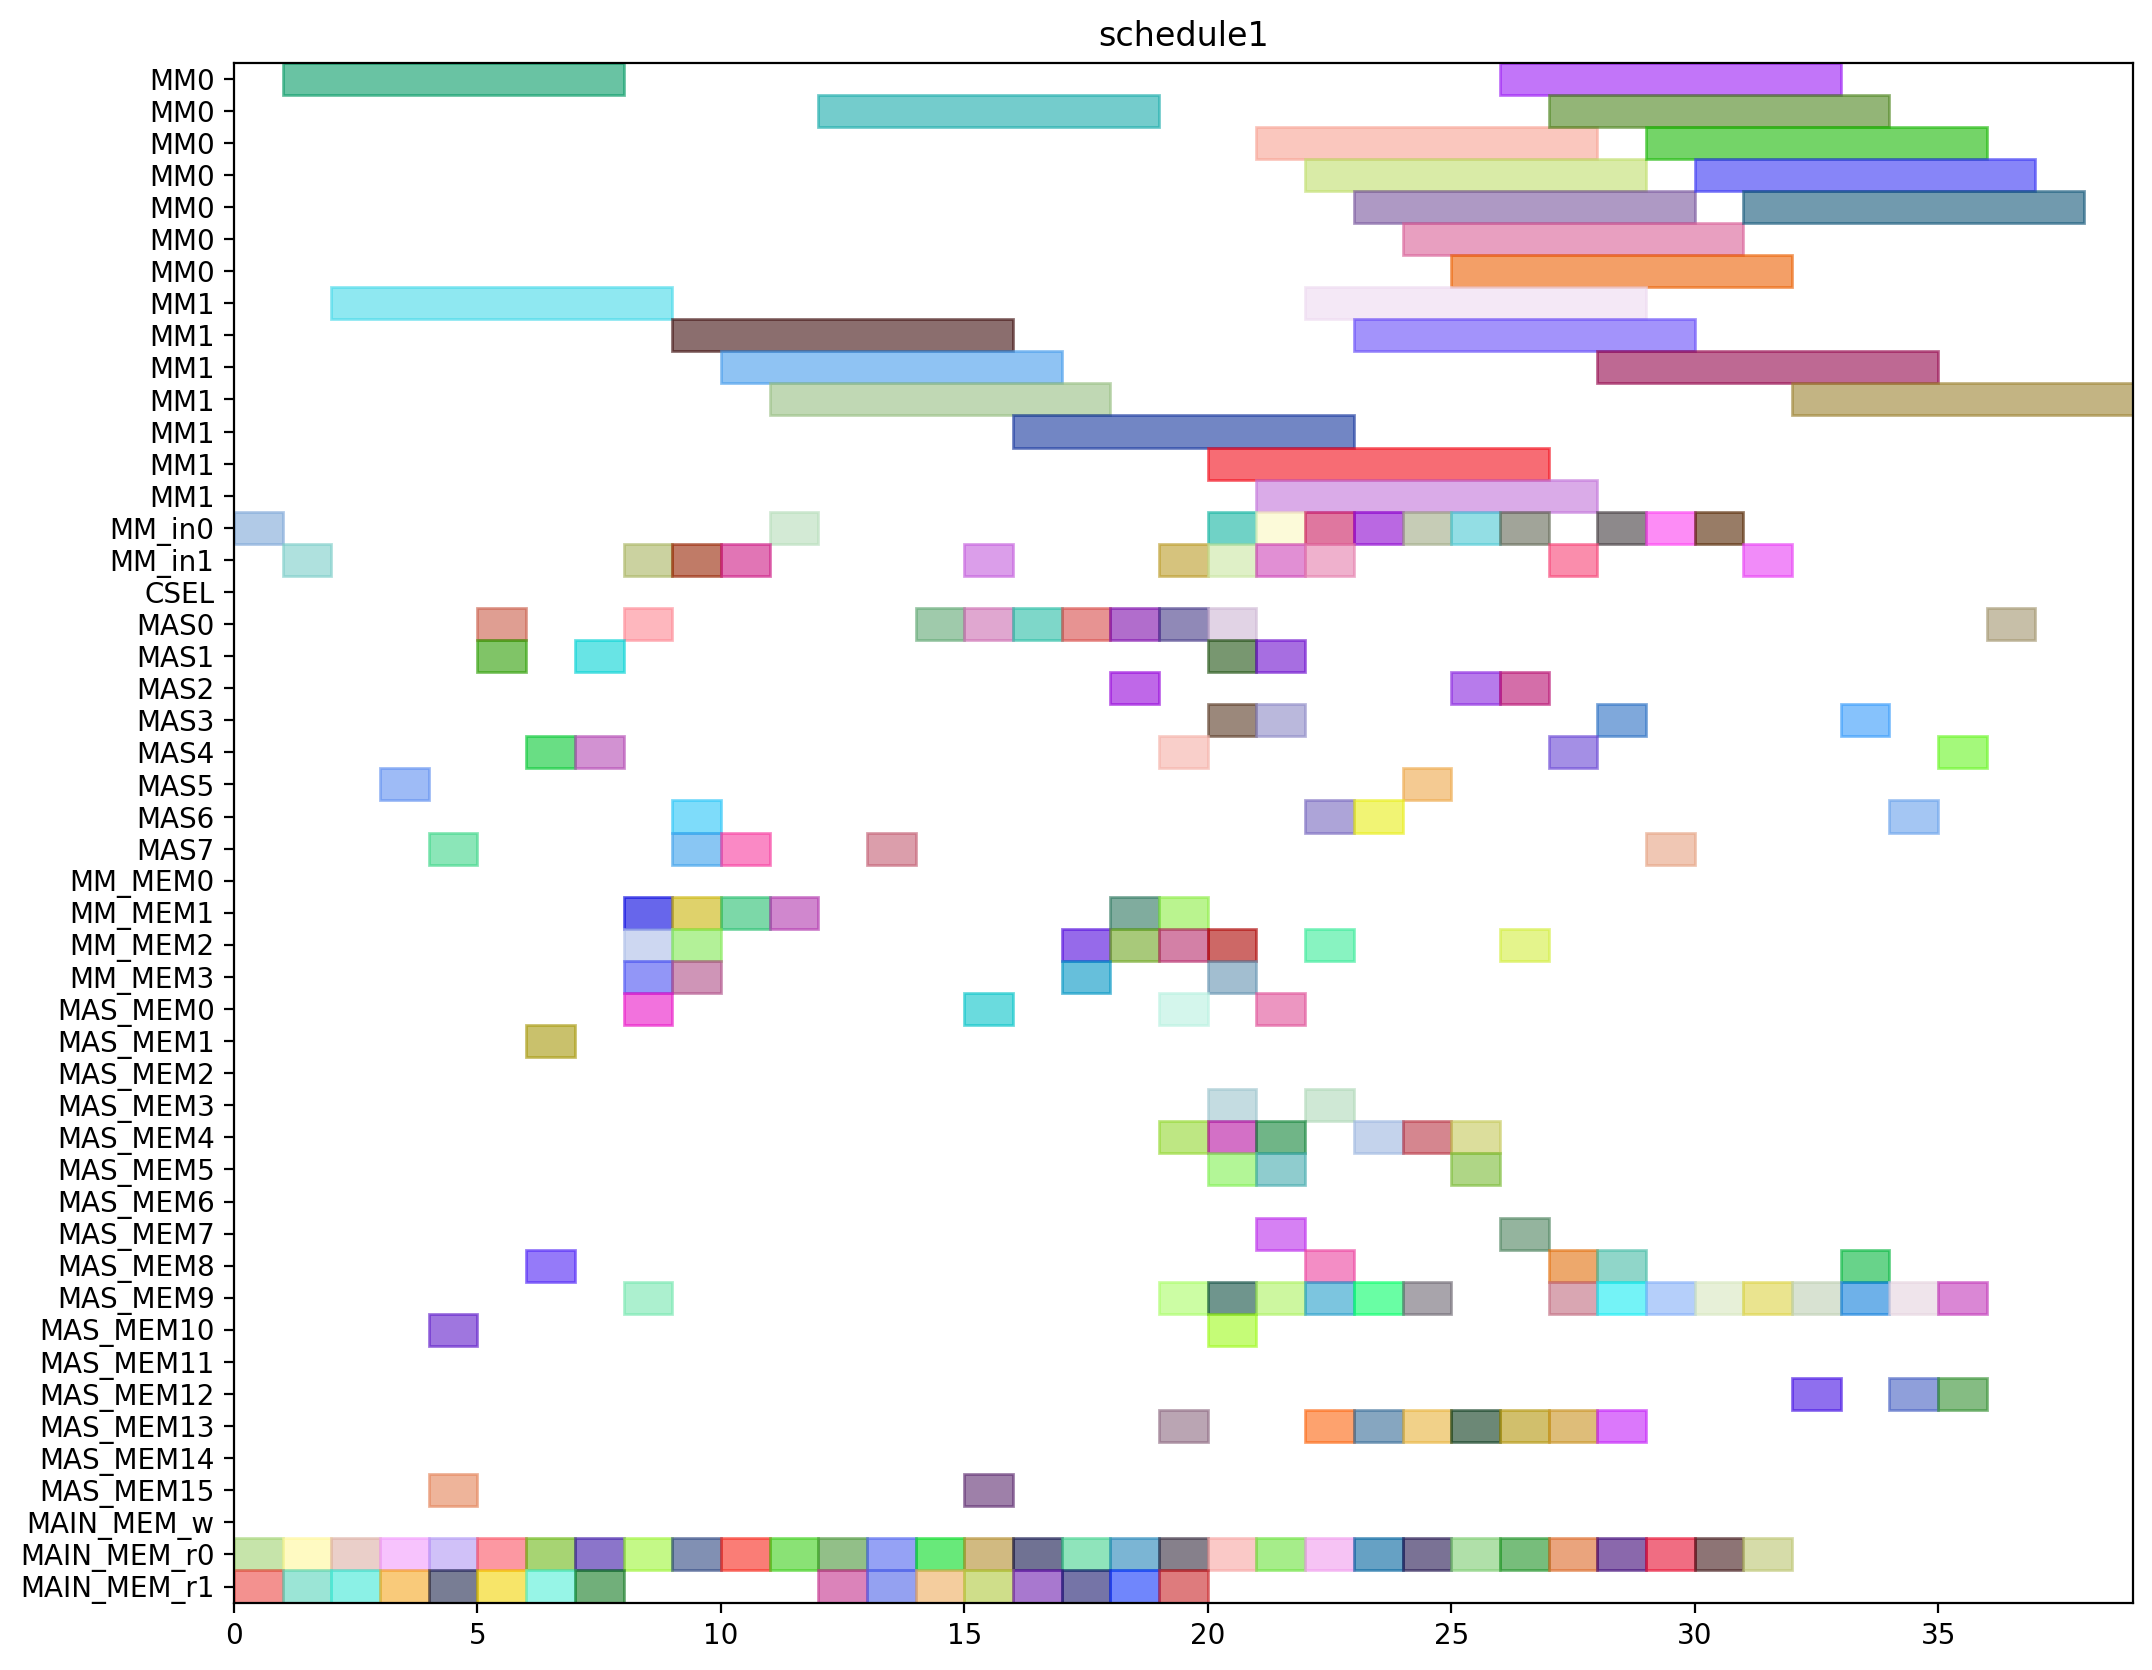 schedule1
MM0
MM0
MM0
MM0
MM0
MM0
MM0
MM1
MM1
MM1
MM1
MM1
MM1
MM1
MM_in0
MM_in1
CSEL
MAS0
MAS1
MAS2
MAS3
MAS4
MAS5
MAS6
MAS7
MM_MEM0
MM_MEM1
MM_MEM2
MM_MEM3
MAS_MEM0
MAS_MEM1
MAS_MEM2
MAS_MEM3
MAS_MEM4
MAS_MEM5
MAS_MEM6
MAS_MEM7
MAS_MEM8
MAS_MEM9
MAS_MEM10
MAS_MEM11
MAS_MEM12
MAS_MEM13
MAS_MEM14
MAS_MEM15
MAIN_MEM_w
MAIN_MEM_r0
MAIN_MEM_r1
0 5 10 15 20 25 30 35